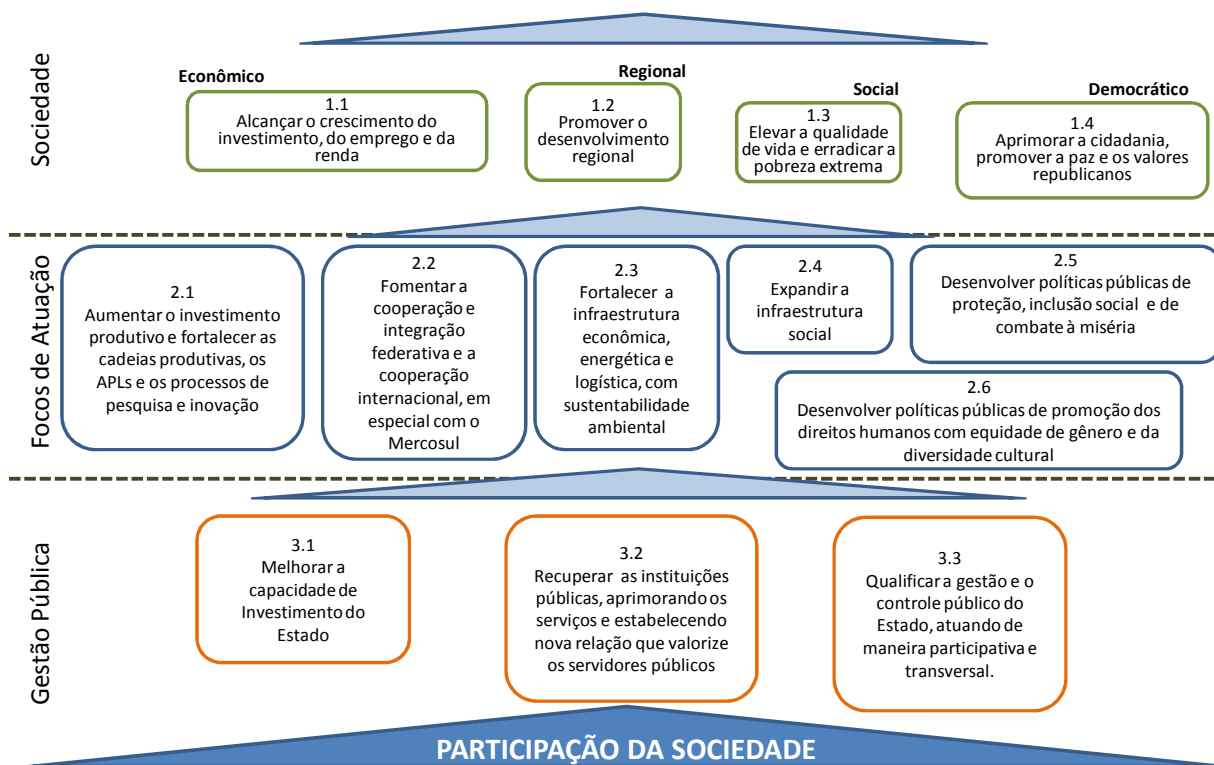 Sociedade
Econômico
1.1
Alcançar o crescimento do
investimento, do emprego e da
renda
Regional
1.2
Promover o
desenvolvimento
regional
Social
1.3
Elevar a qualidade
de vida e erradicar a
pobreza extrema
Democrático
1.4
Aprimorar a cidadania,
promover a paz e os valores
republicanos
Focos de Atuação
2.1
Aumentar o investimento
produtivo e fortalecer as
cadeias produtivas, os
APLs e os processos de
pesquisa e inovação
2.2
Fomentar a
cooperação e
integração
federativa e a
cooperação
internacional, em
especial com o
Mercosul
2.3
Fortalecer a
infraestrutura
econômica,
energética e
logística, com
sustentabilidade
ambiental
2.4
Expandir a
infraestrutura
social
2.5
Desenvolver políticas públicas de
proteção, inclusão social e de
combate à miséria
2.6
Desenvolver políticas públicas de promoção dos
direitos humanos com equidade de gênero e da
diversidade cultural
Gestão Pública
3.1
Melhorar a
capacidade de
Investimento do
Estado
3.2
Recuperar as instituições
públicas, aprimorando os
serviços e estabelecendo
nova relação que valorize
os servidores públicos
3.3
Qualificar a gestão e o
controle público do
Estado, atuando de
maneira participativa e
transversal.
PARTICIPAÇÃO DA SOCIEDADE